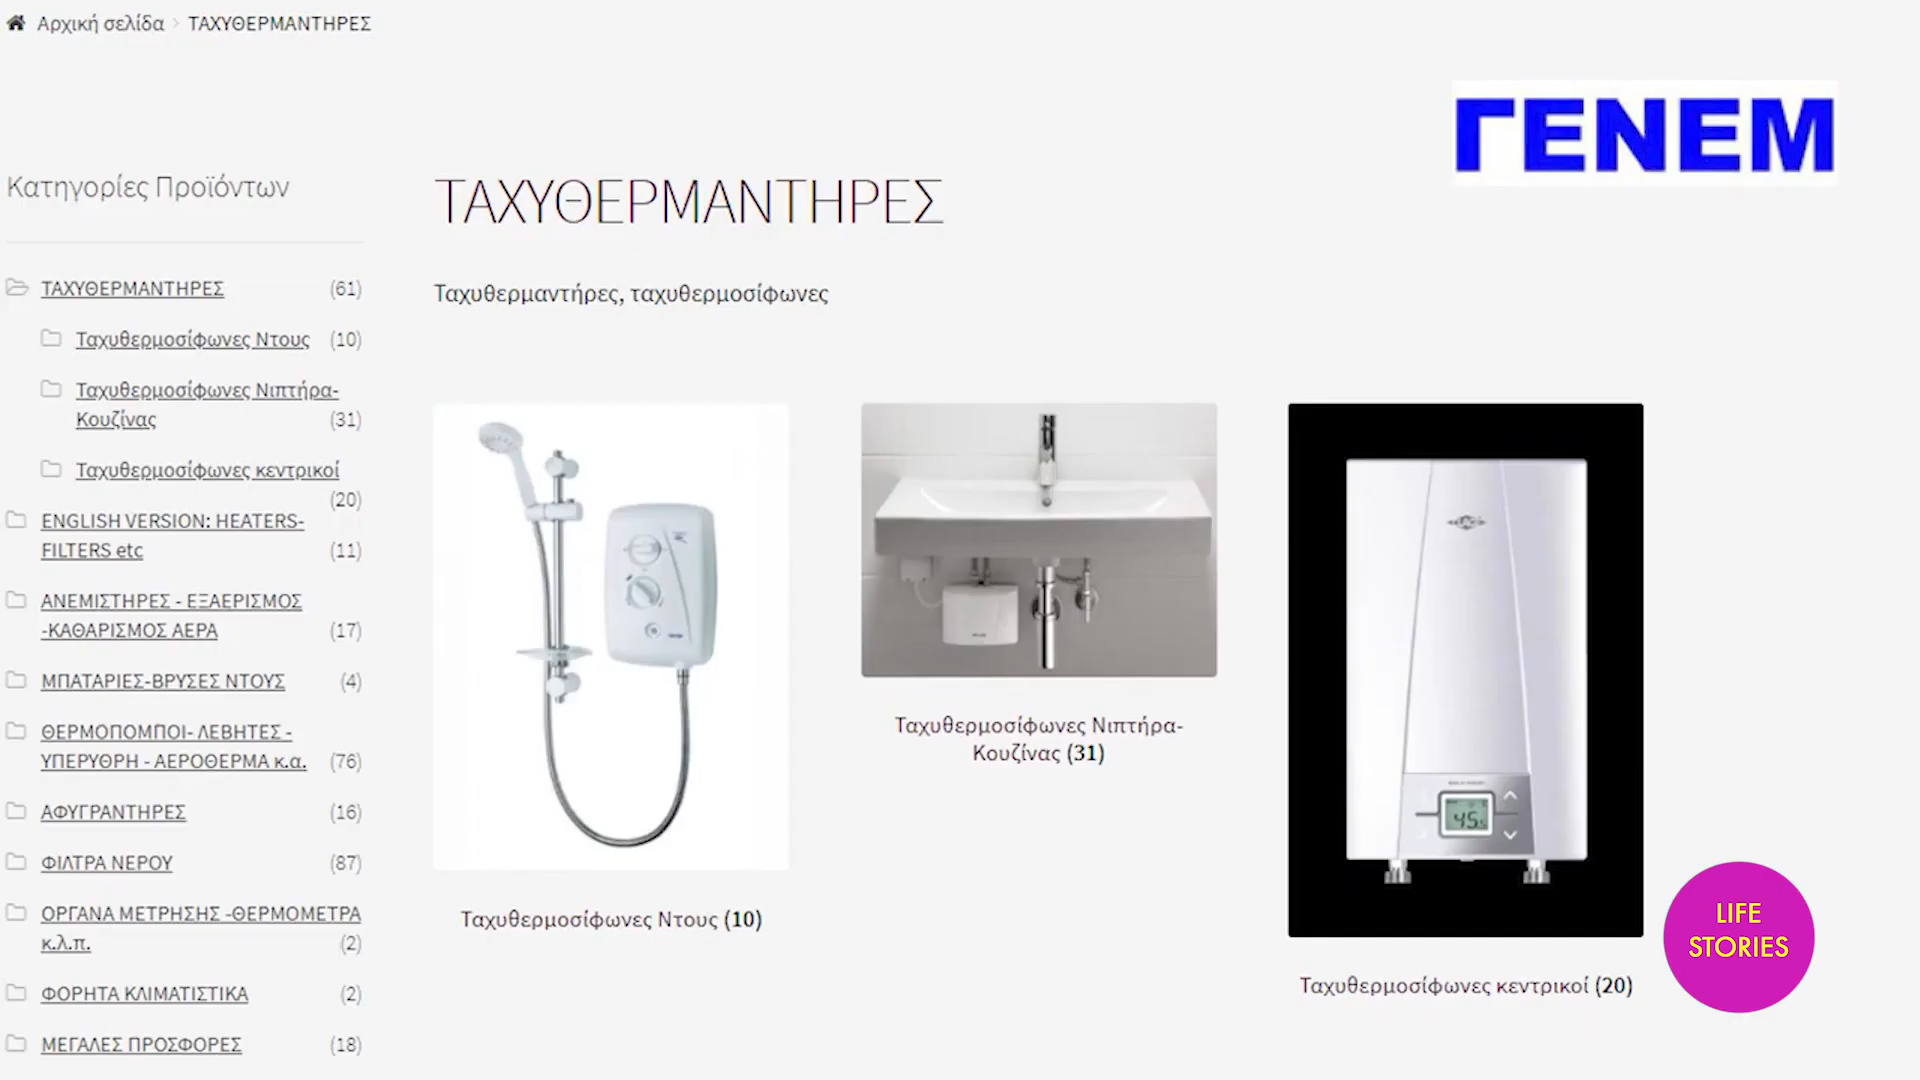 Αρχική σελίδα › ΤΑΧΥΘΕΡΜΑΝΤΗΡΕΣ
ΓΕΝΕΜ
Κατηγορίες Προϊόντων
ΤΑΧΥΘΕΡΜΑΝΤΗΡΕΣ (61)
Ταχυθερμοσίφωνες Ντους (10)
Ταχυθερμοσίφωνες Νιπτήρα-
Κουζίνας (31)
Ταχυθερμοσίφωνες κεντρικοί
(20)
ENGLISH VERSION: HEATERS-
FILTERS etc (11)
ΑΝΕΜΙΣΤΗΡΕΣ - ΕΞΑΕΡΙΣΜΟΣ
-ΚΑΘΑΡΙΣΜΟΣ ΑΕΡΑ (17)
ΜΠΑΤΑΡΙΕΣ-ΒΡΥΣΕΣ ΝΤΟΥΣ (4)
ΘΕΡΜΟΠΟΜΠΟΙ- ΛΕΒΗΤΕΣ -
ΥΠΕΡΥΘΡΗ - ΑΕΡΟΘΕΡΜΑ κ.α. (76)
ΑΦΥΓΡΑΝΤΗΡΕΣ (16)
ΦΙΛΤΡΑ ΝΕΡΟΥ (87)
ΟΡΓΑΝΑ ΜΕΤΡΗΣΗΣ -ΘΕΡΜΟΜΕΤΡΑ
κ.λ.π. (2)
ΦΟΡΗΤΑ ΚΛΙΜΑΤΙΣΤΙΚΑ (2)
ΜΕΓΑΛΕΣ ΠΡΟΣΦΟΡΕΣ (18)
ΤΑΧΥΘΕΡΜΑΝΤΗΡΕΣ
Ταχυθερμαντήρες, ταχυθερμοσίφωνες
Ταχυθερμοσίφωνες Ντους (10)
Ταχυθερμοσίφωνες Νιπτήρα-
Κουζίνας (31)
45
Ταχυθερμοσίφωνες κεντρικοί (20)
LIFE
STORIES